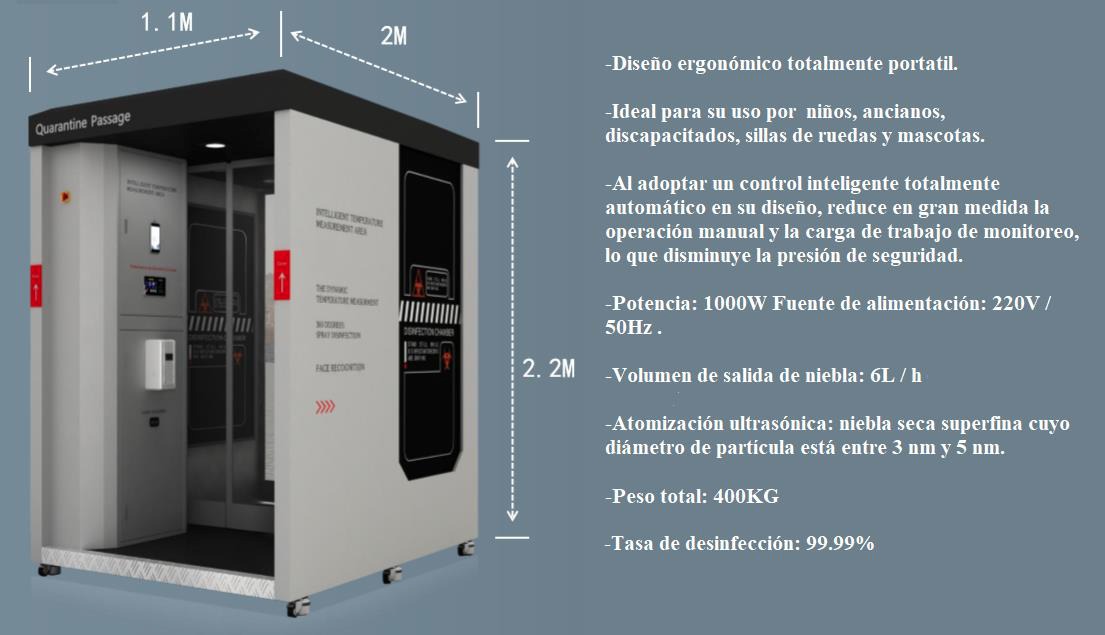 1.1M
2M
Quarantine Passage
INTELLIGENT TEMPERATURE
MEASUREMENT AREA
INTELLIGENT TEMPERATURE
MEASUREMENT AREA
THE DYNAMIC
TEMPERATURE MEASUREMENT
360 DEGREES
SPRAY DISINFECTION
FACE RECOGNITION
DISINFECTION CHAMBER
2.2M
-Diseño ergonómico totalmente portatil.
-Ideal para su uso por niños, ancianos,
discapacitados, sillas de ruedas y mascotas.
-Al adoptar un control inteligente totalmente
automático en su diseño, reduce en gran medida la
operación manual y la carga de trabajo de monitoreo,
lo que disminuye la presión de seguridad.
-Potencia: 1000W Fuente de alimentación: 220V /
50Hz .
-Volumen de salida de niebla: 6L / h
-Atomización ultrasónica: niebla seca superfina cuyo
diámetro de partícula está entre 3 nm y 5 nm.
-Peso total: 400KG
-Tasa de desinfección: 99.99%